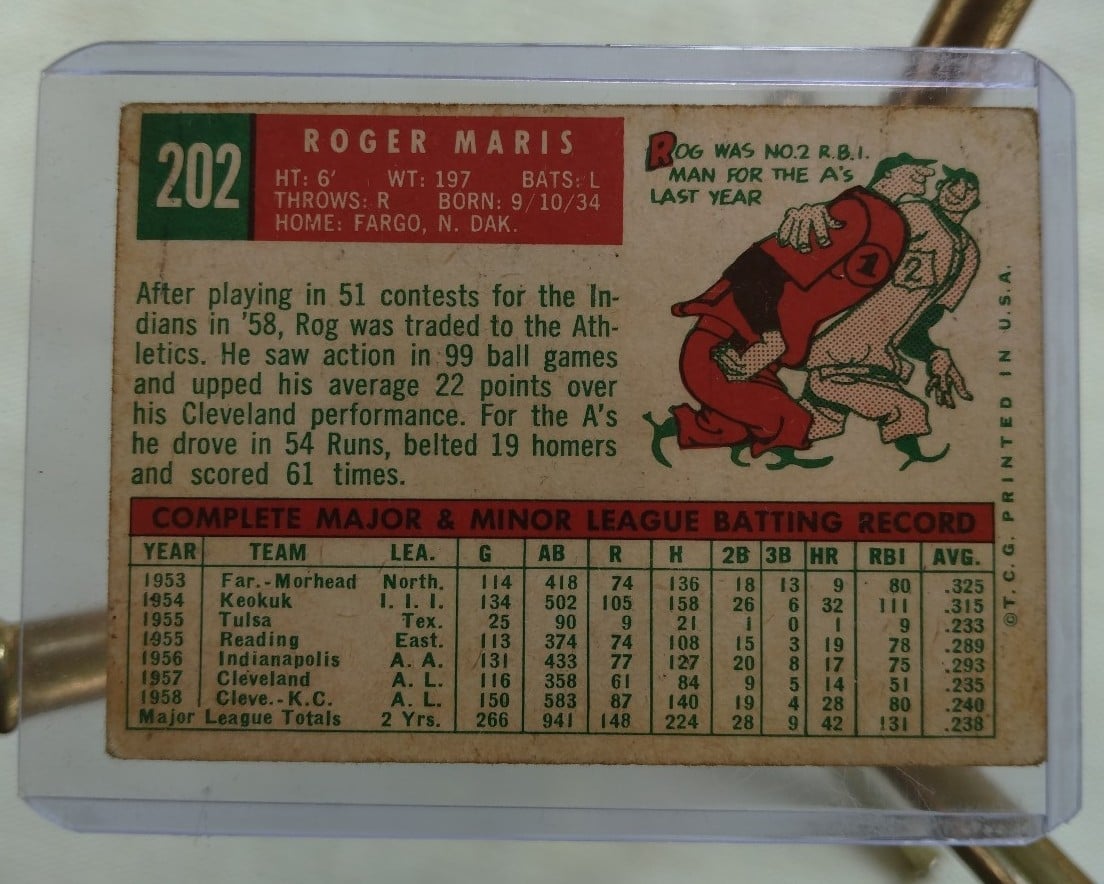 202
ROGER MARIS
HT: 6' WT: 197 BATS: L
THROWS: R BORN: 9/10/34
HOME: FARGO, N. DAK.
ROG WAS NO.2 R.B.I.
MAN FOR THE A's
LAST YEAR
1
2
After playing in 51 contests for the In-
dians in '58, Rog was traded to the Ath-
letics. He saw action in 99 ball games
and upped his average 22 points over
his Cleveland performance. For the A's
he drove in 54 Runs, belted 19 homers
and scored 61 times.
COMPLETE MAJOR & MINOR LEAGUE BATTING RECORD
YEAR TEAM LEA. G AB R H 2B 3B HR RBI AVG.
1953 Far.-Morhead North. 114 418 74 136 18 13 9 80 .325
1954 Keokuk I. I. I. 134 502 105 158 26 6 32 111 .315
1955 Tulsa Tex. 25 90 9 21 1 0 1 9 .233
1955 Reading East. 113 374 74 108 15 3 19 78 .289
1956 Indianapolis A. A. 131 433 77 127 20 8 17 75 .293
1957 Cleveland A. L. 116 358 61 84 9 5 14 51 .235
1958 Cleve.-K.C. A. L. 150 583 87 140 19 4 28 80 .240
Major League Totals 2 Yrs. 266 941 148 224 28 9 42 131 .238
©T.C.G. PRINTED IN U.S.A.